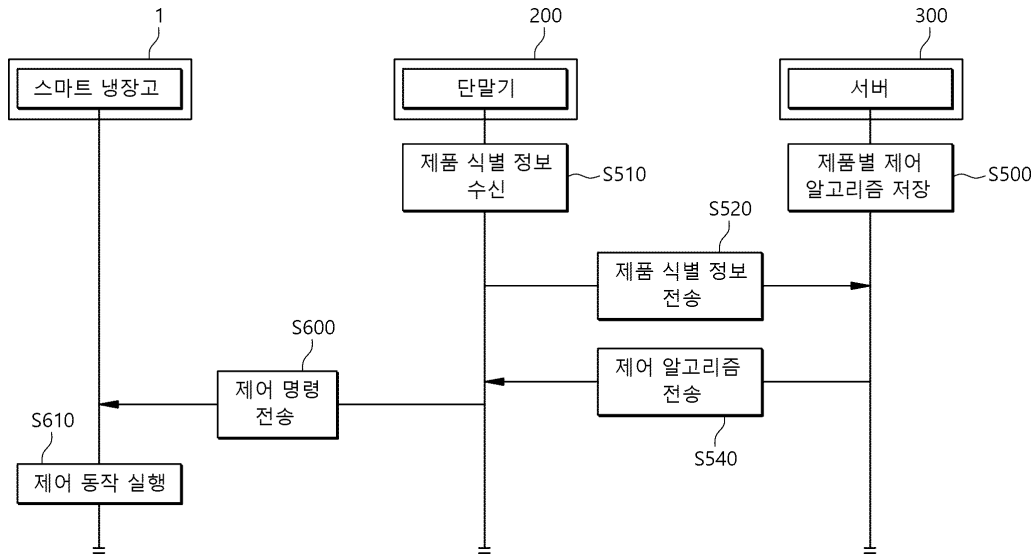 1
200
300
스마트 냉장고
단말기
서버
제품 식별 정보
수신
S510
제품별 제어
알고리즘 저장
S500
S520
제품 식별 정보
전송
S600
제어 명령
전송
제어 알고리즘
전송
S540
S610
제어 동작 실행